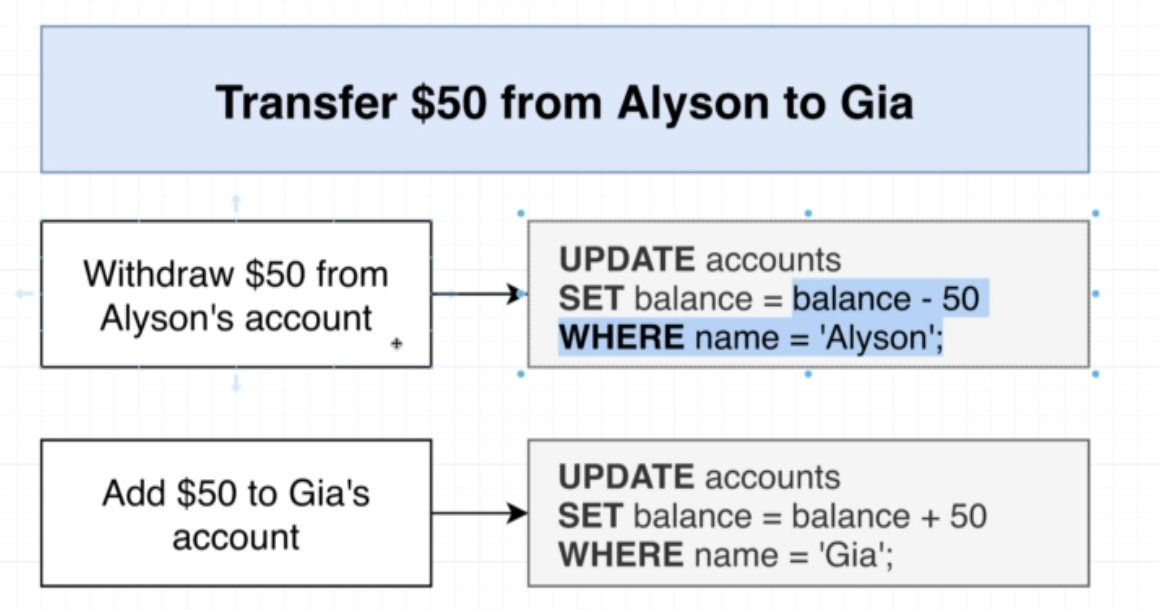 Transfer $50 from Alyson to Gia
Withdraw $50 from
Alyson's account
UPDATE accounts
SET balance = balance - 50
WHERE name = 'Alyson';
Add $50 to Gia's
account
UPDATE accounts
SET balance = balance + 50
WHERE name = 'Gia';